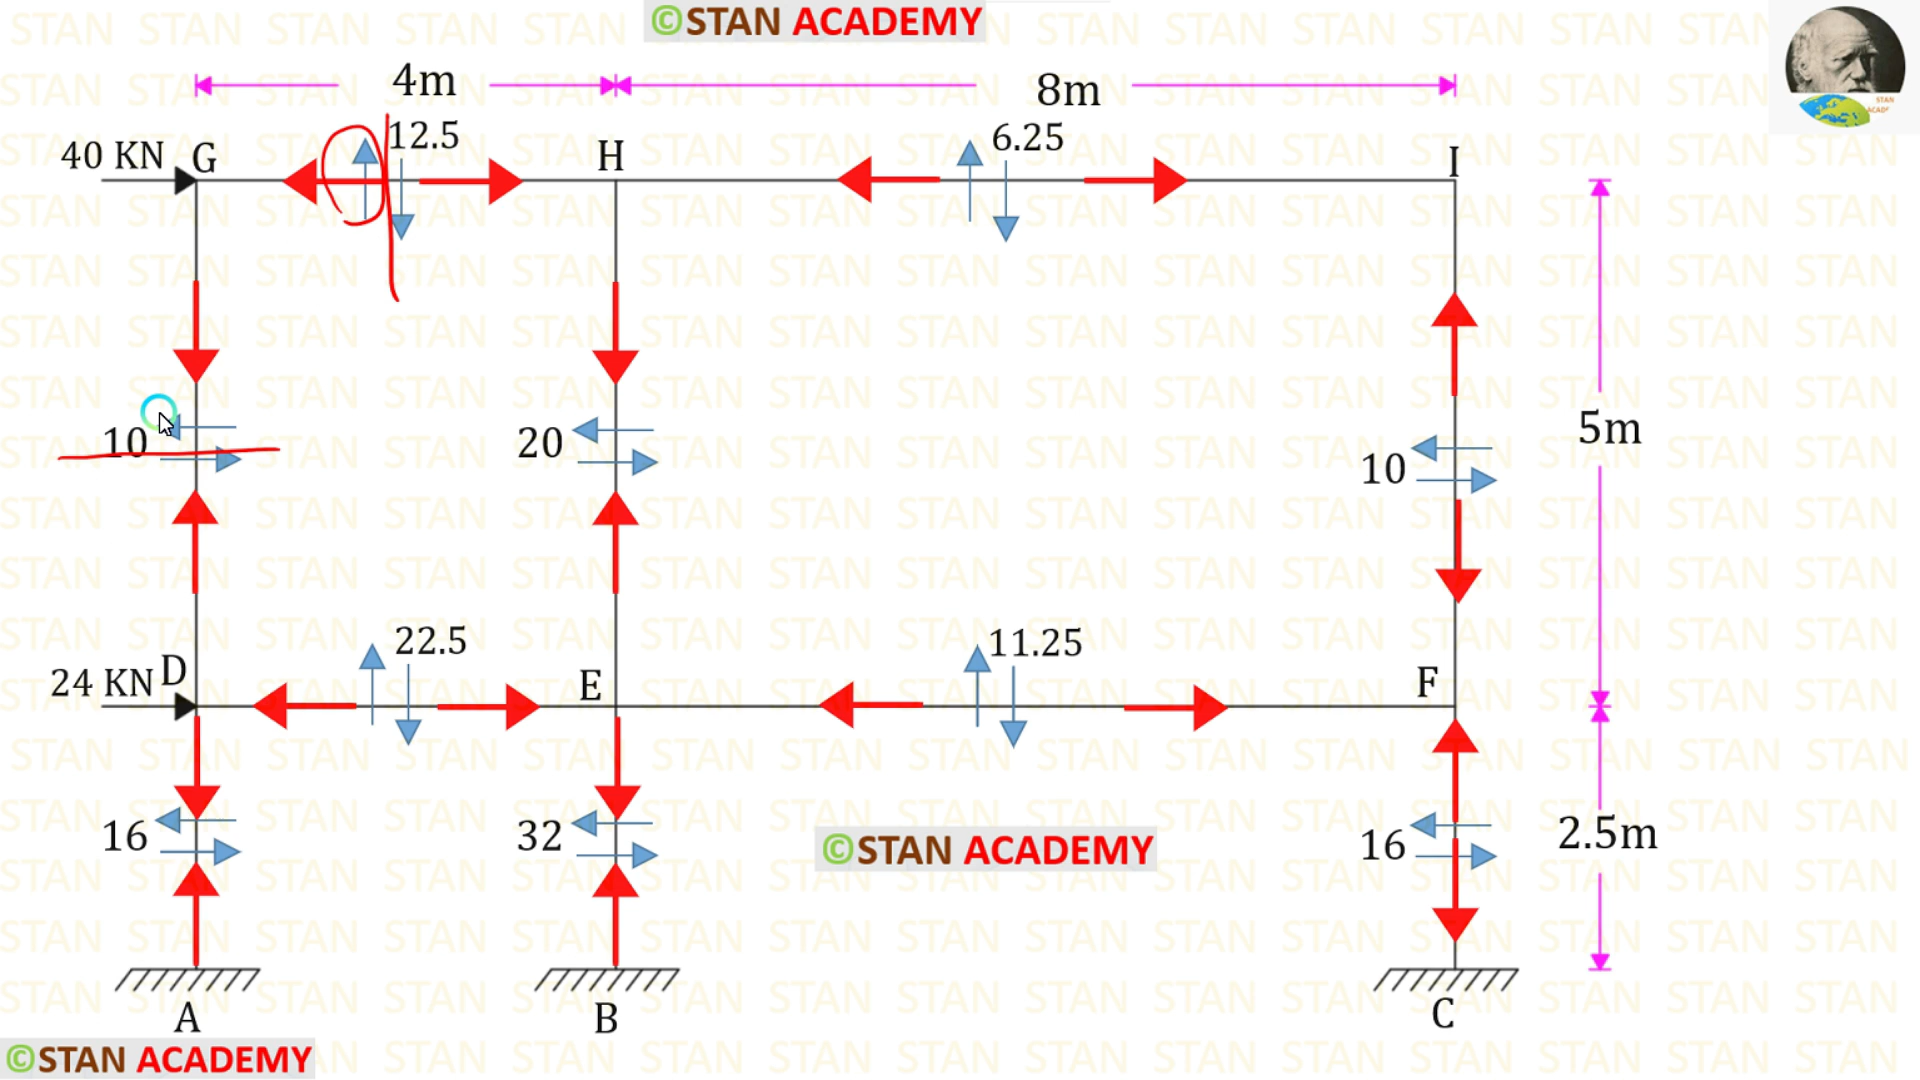 ©STAN ACADEMY
4m
8m
12.5
6.25
40 KN
G
H
I
STAN
10
20
10
5m
22.5
11.25
24 KN
D
E
F
16
32
©STAN ACADEMY
16
2.5m
A
B
C
©STAN ACADEMY